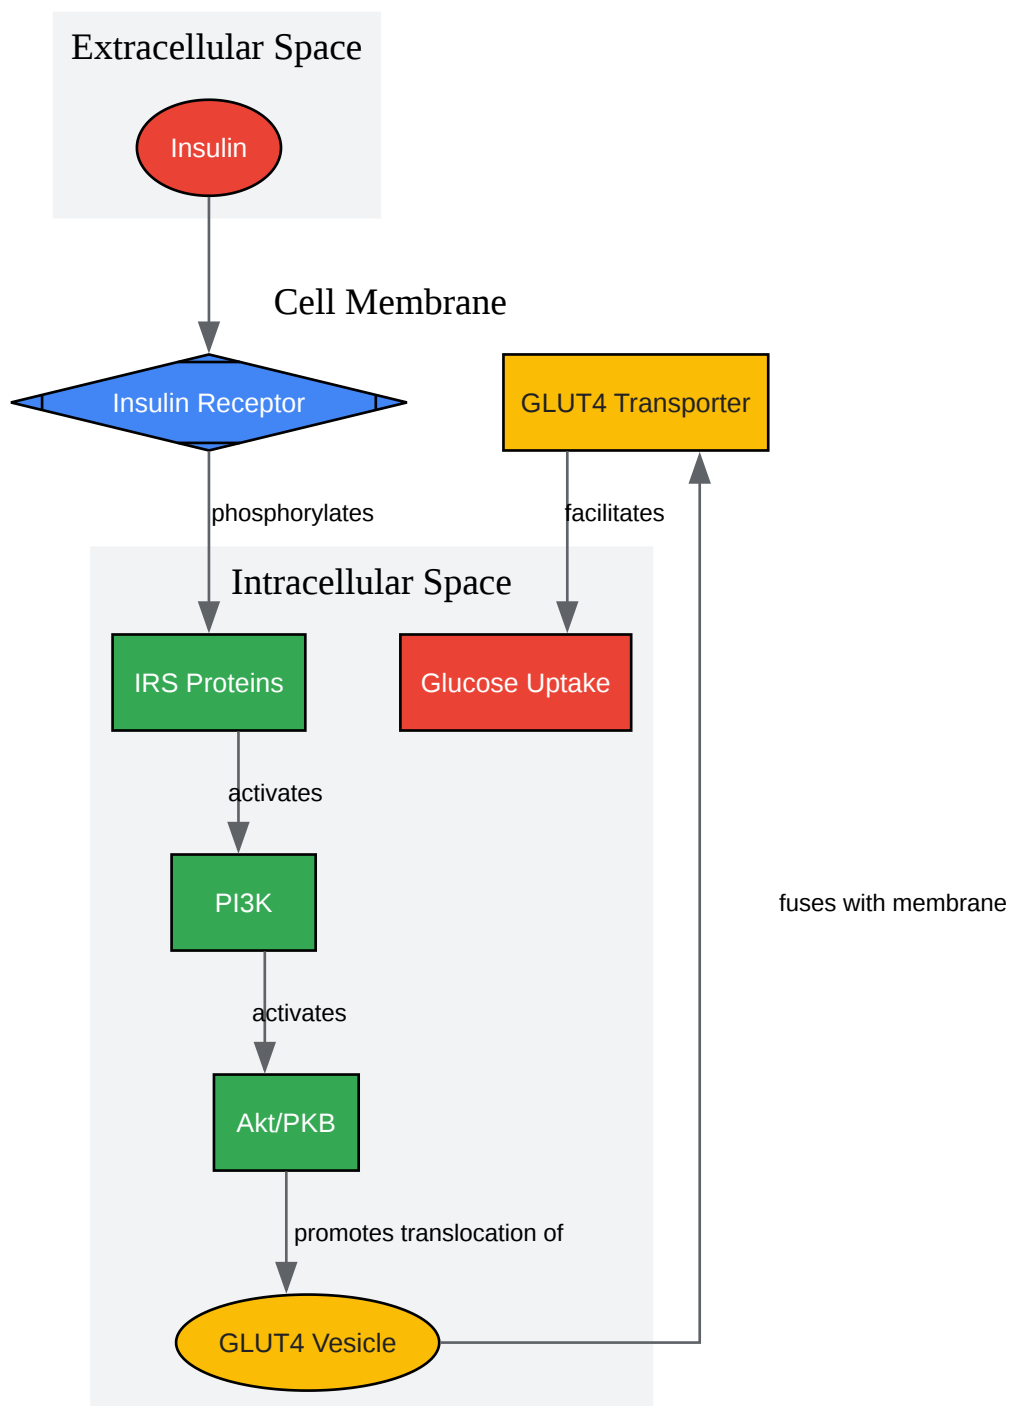 Extracellular Space
Insulin
Cell Membrane
Insulin Receptor
GLUT4 Transporter
phosphorylates
facilitates
Intracellular Space
IRS Proteins
Glucose Uptake
activates
PI3K
fuses with membrane
activates
Akt/PKB
promotes translocation of
GLUT4 Vesicle